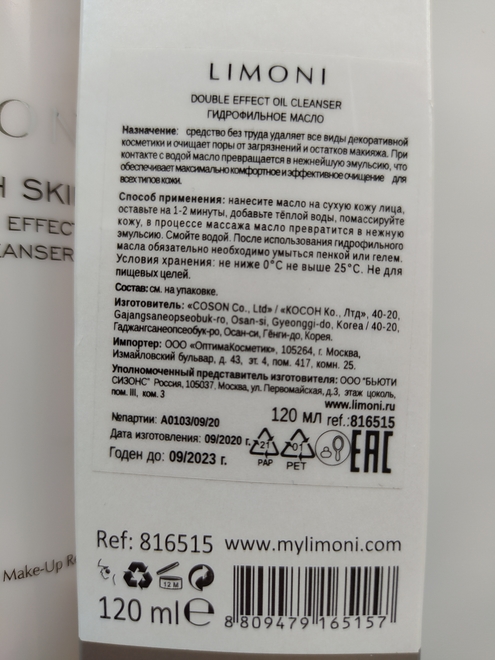 LIMONI
DOUBLE EFFECT OIL CLEANSER
ГИДРОФИЛЬНОЕ МАСЛО
Назначение: средство без труда удаляет все виды декоративной
косметики и очищает поры от загрязнений и остатков макияжа. При
контакте с водой масло превращается в нежнейшую эмульсию, что
обеспечивает максимально комфортное и эффективное очищение для
всех типов кожи.
Способ применения: нанесите масло на сухую кожу лица,
оставьте на 1-2 минуты, добавьте тёплой воды, помассируйте
кожу, в процессе массажа масло превратится в нежную
эмульсию. Смойте водой. После использования гидрофильного
масла обязательно необходимо умыться пенкой или гелем.
Условия хранения: не ниже 0°С не выше 25°С. Не для
пищевых целей.
Состав: см. на упаковке.
Изготовитель: «COSON Co., Ltd» / «КОСОН Ко., Лтд», 40-20,
Gajangsaneopseobuk-ro, Osan-si, Gyeonggi-do, Korea / 40-20,
Гаджангсанеопсеобук-ро, Осан-си, Гёнги-до, Корея.
Импортер: ООО «ОптимаКосметик», 105264, г. Москва,
Измайловский бульвар, д. 43, эт. 4, пом. 417, комн. 25.
Уполномоченный представитель изготовителя: ООО "БЬЮТИ
СИЗОНС" Россия, 105037, Москва, ул. Первомайская, д.3, этаж цоколь,
пом. III, ком. 3
www.limoni.ru
120 МЛ ref.:816515
№партии: A0103/09/20
Дата изготовления: 09/2020 г.
Годен до: 09/2023 г.
21
PAP
01
PET
EAC
Ref: 816515 www.mylimoni.com
12 M
120 ml e
8 809479 165157
H SKI
EFFECT
EANSER
Make-Up Re